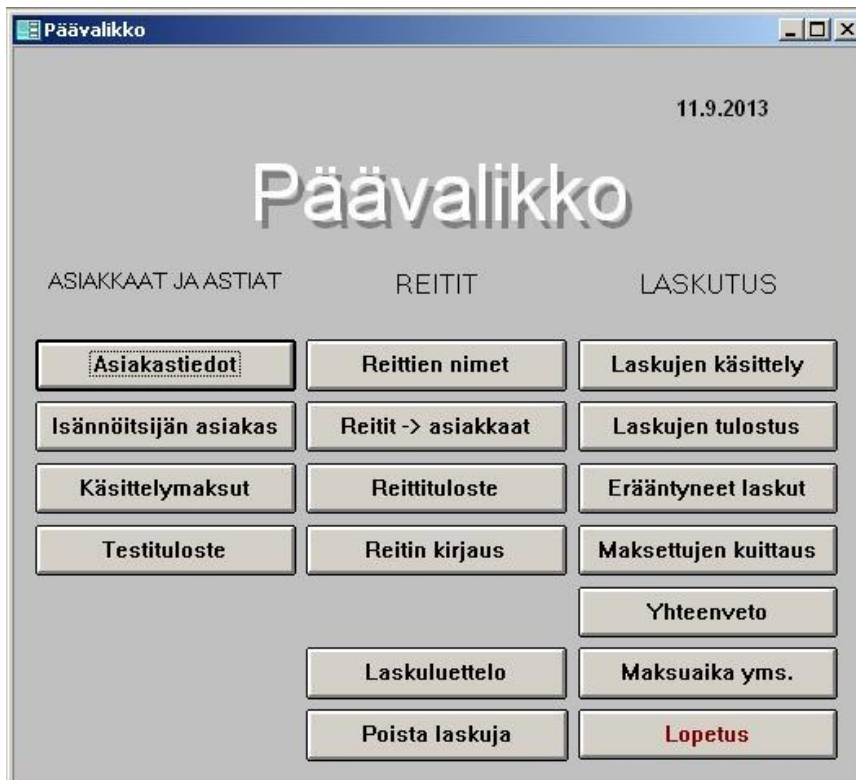 Päävalikko
11.9.2013
Päävalikko
ASIAKKAAT JA ASTIAT
REITIT
LASKUTUS
Asiakastiedot
Reittien nimet
Laskujen käsittely
Isännöitsijän asiakas
Reitit -> asiakkaat
Laskujen tulostus
Käsittelymaksut
Reittituloste
Erääntyneet laskut
Testituloste
Reitin kirjaus
Maksettujen kuittaus
Yhteenveto
Laskuluettelo
Maksuaika yms.
Poista laskuja
Lopetus